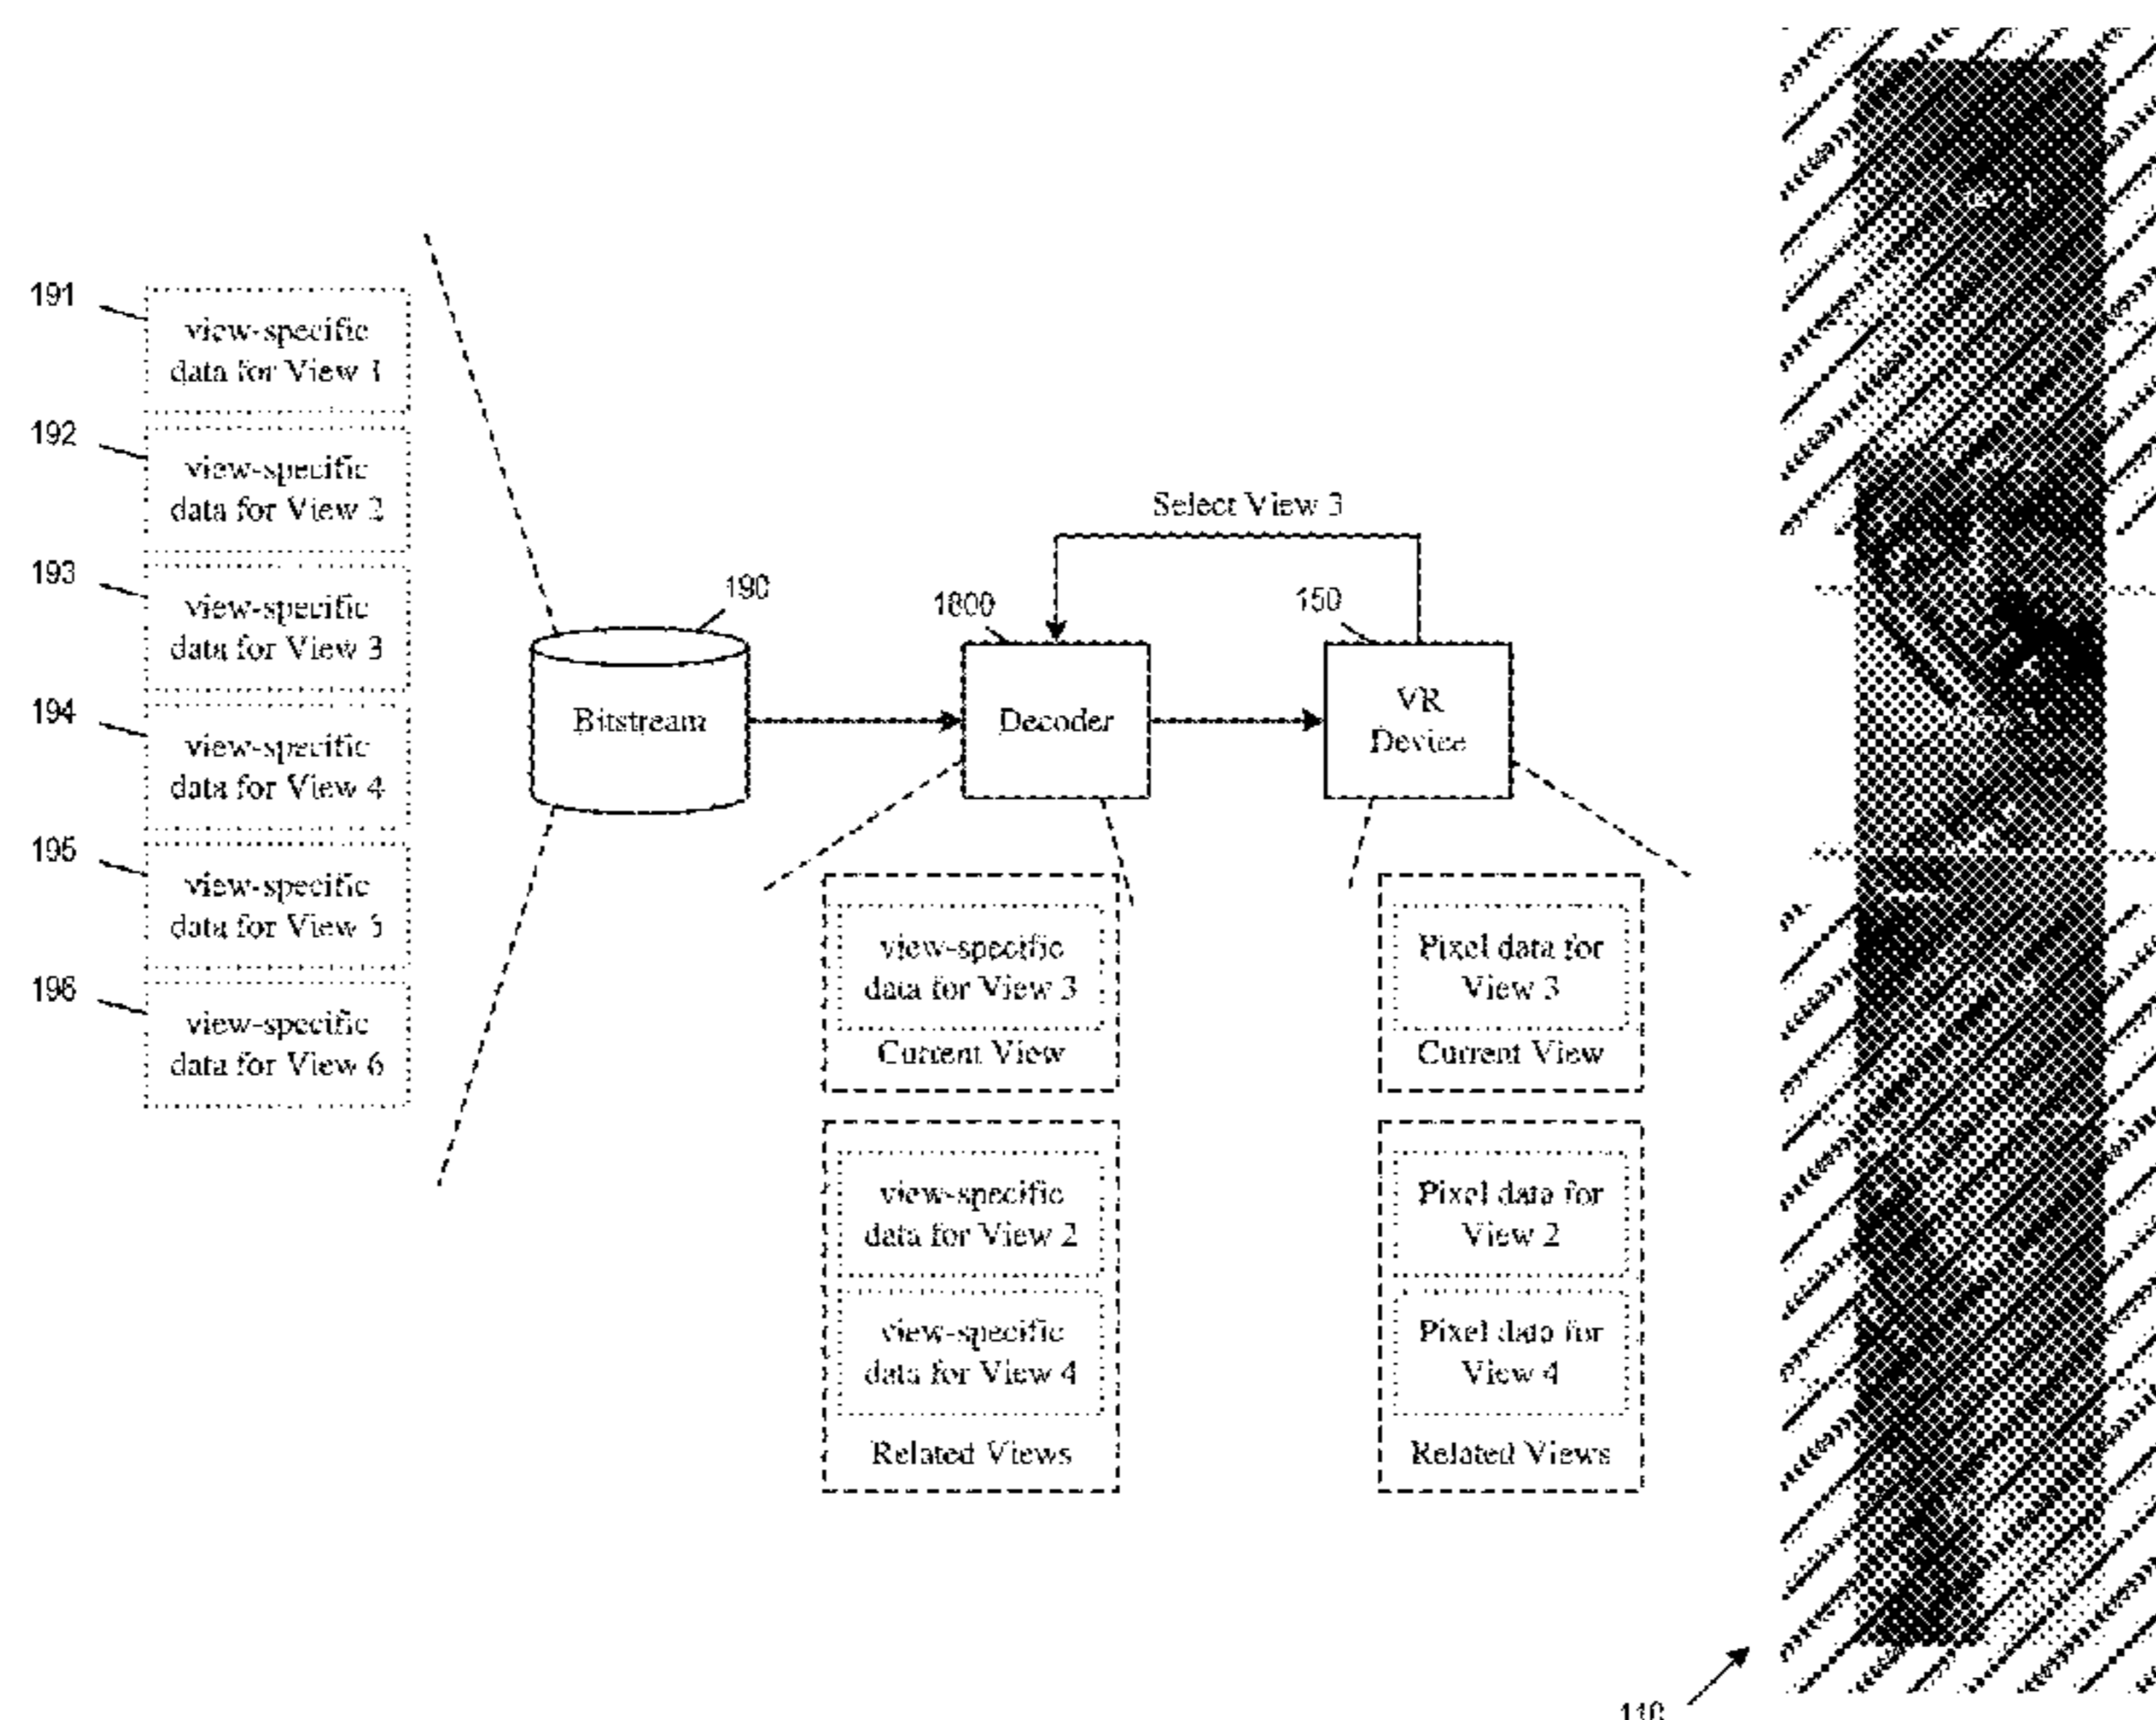 191
view-specific
data for View 1
192
view-specific
data for View 2
193
view-specific
data for View 3
194
view-specific
data for View 4
195
view-specific
data for View 5
196
view-specific
data for View 6
190
Bitstream
Select View 3
1800
Decoder
150
VR
Device
view-specific
data for View 3
Current View
view-specific
data for View 2
view-specific
data for View 4
Related Views
Pixel data for
View 3
Current View
Pixel data for
View 2
Pixel data for
View 4
Related Views
110